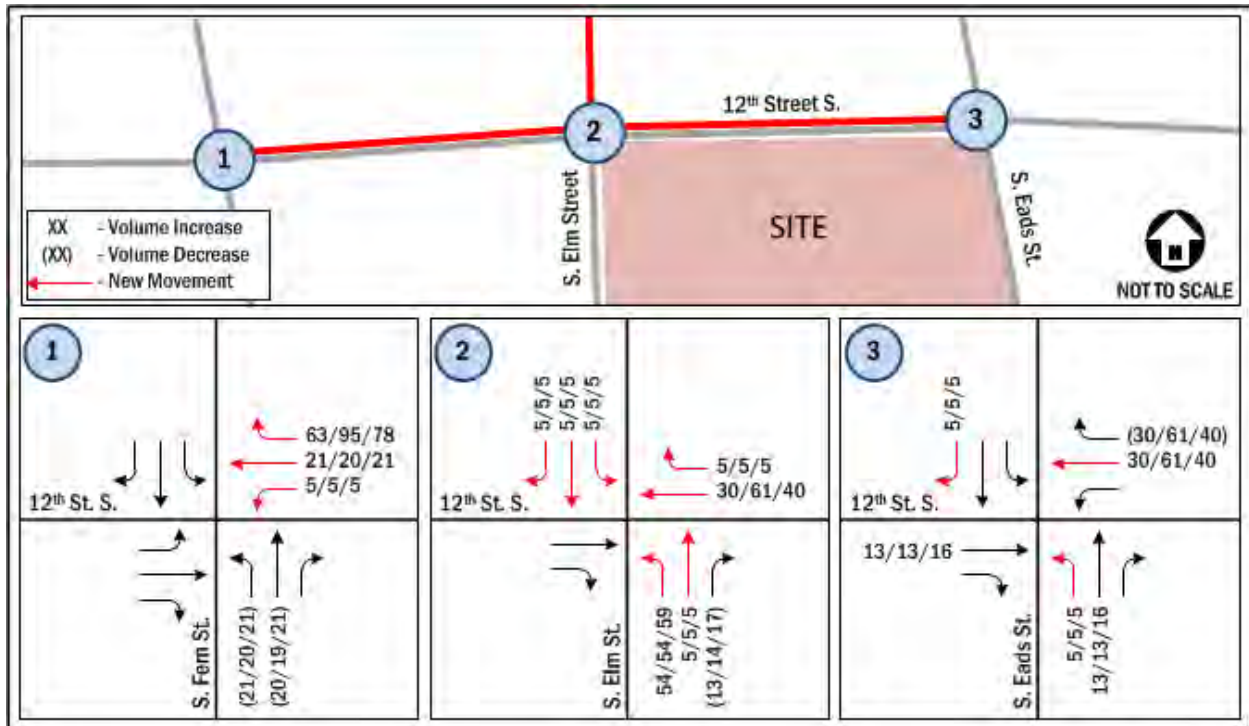 12th Street S.
1
2
3
S. Elm Street
SITE
S. Eads St.
XX - Volume Increase
(XX) - Volume Decrease
- New Movement
N
NOT TO SCALE
1
63/95/78
21/20/21
5/5/5
12th St. S.
S. Fern St.
(21/20/21)
(20/19/21)
2
5/5/5
5/5/5
5/5/5
5/5/5
30/61/40
12th St. S.
S. Elm St.
54/54/59
5/5/5
(13/14/17)
3
5/5/5
(30/61/40)
30/61/40
12th St. S.
13/13/16
S. Eads St.
5/5/5
13/13/16